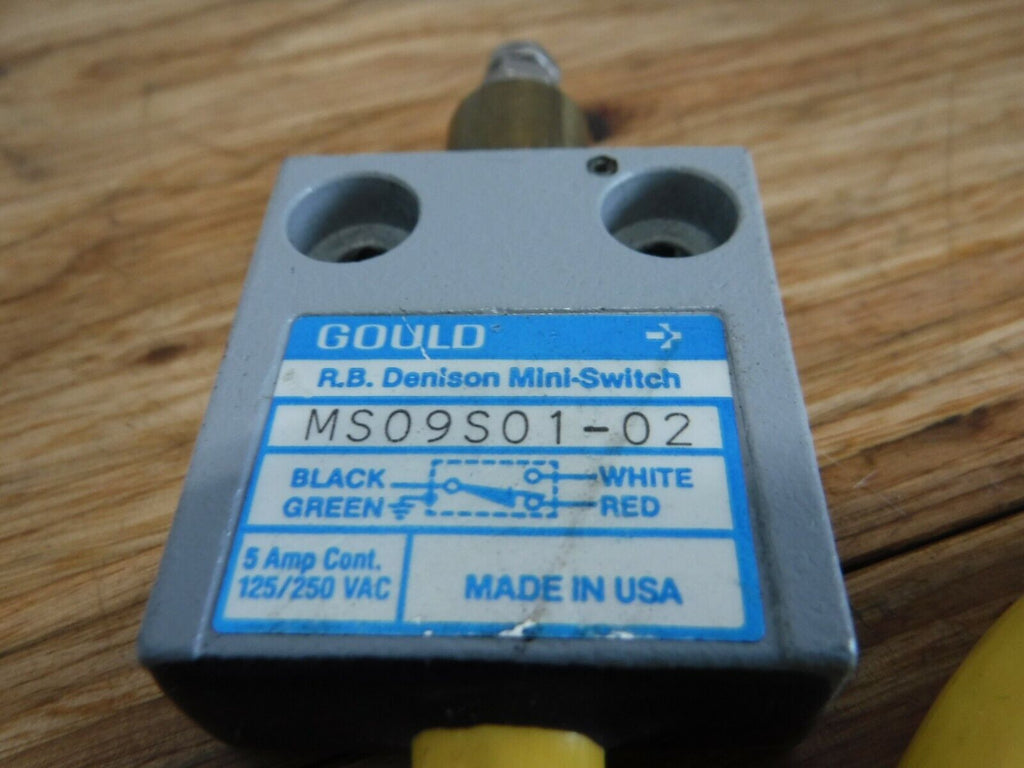 GOULD
R.B. Denison Mini-Switch
MS09S01-02
BLACK WHITE
GREEN RED
5 Amp Cont.
125/250 VAC
MADE IN USA